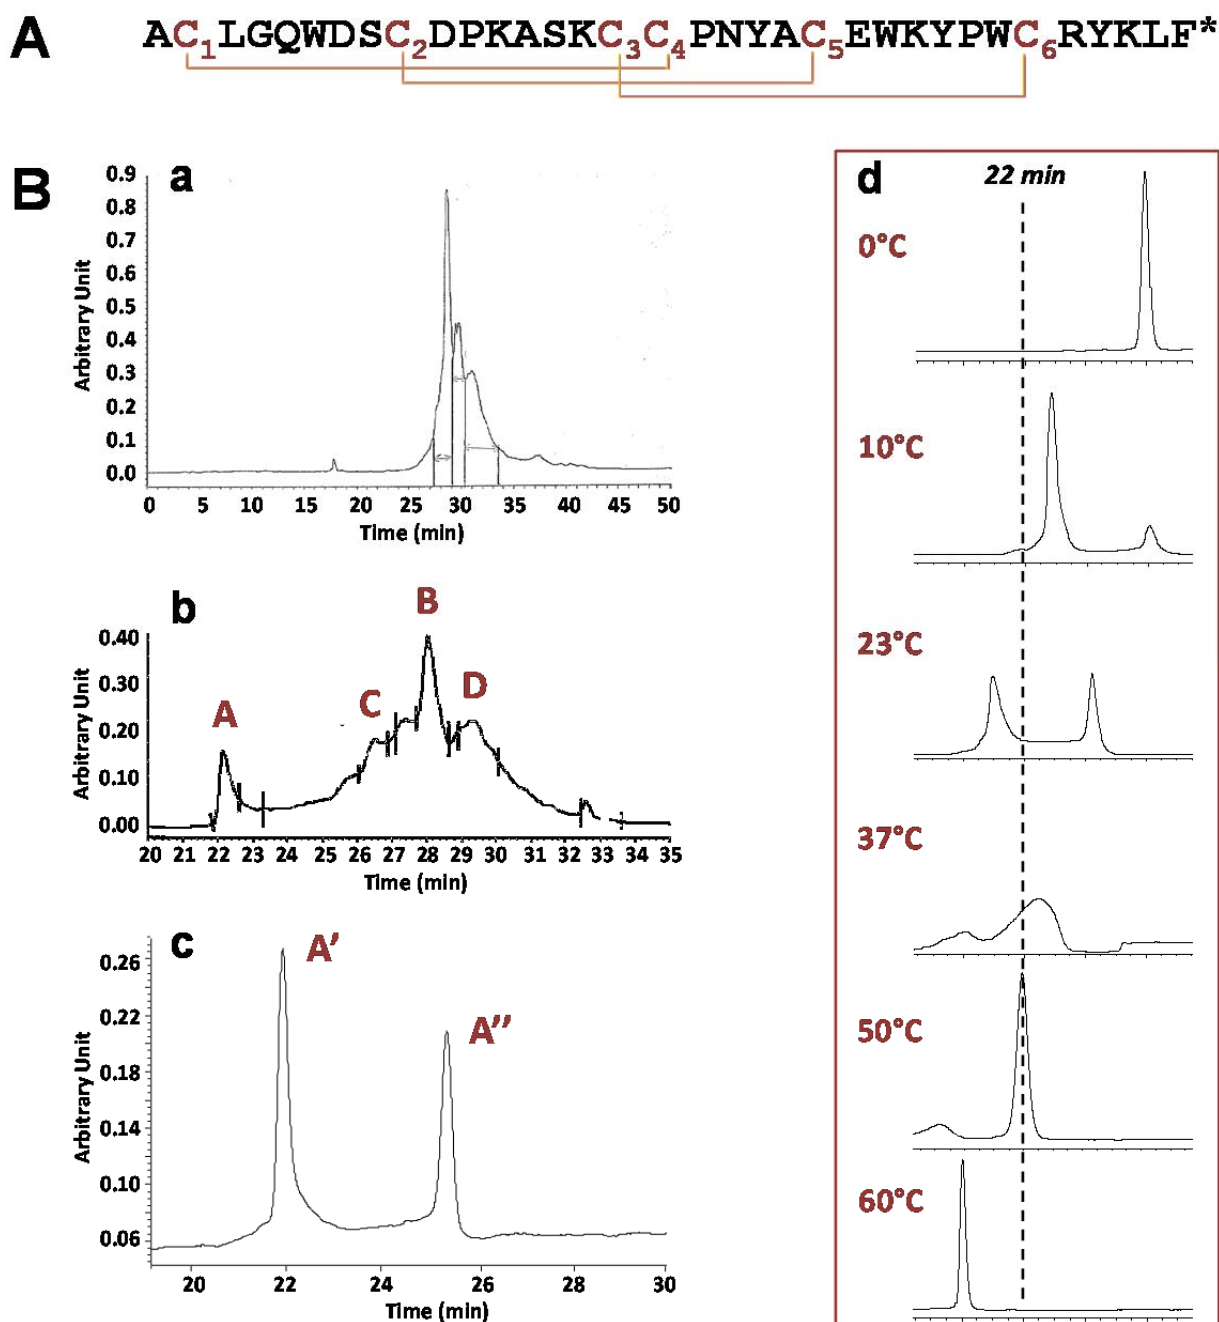 A AC1LGQWDSC2DPKASKC3C4PNYAC5EWKYPWC6RYKLF*
B
a
Arbitrary Unit
0.9
0.8
0.7
0.6
0.5
0.4
0.3
0.2
0.1
0.0
0 5 10 15 20 25 30 35 40 45 50
Time (min)
b
A
C
B
D
Arbitrary Unit
0.40
0.30
0.20
0.10
0.00
20 21 22 23 24 25 26 27 28 29 30 31 32 33 34 35
Time (min)
c
A’
A’’
Arbitrary Unit
0.26
0.22
0.18
0.14
0.10
0.06
20 22 24 26 28 30
Time (min)
d
22 min
0°C
10°C
23°C
37°C
50°C
60°C